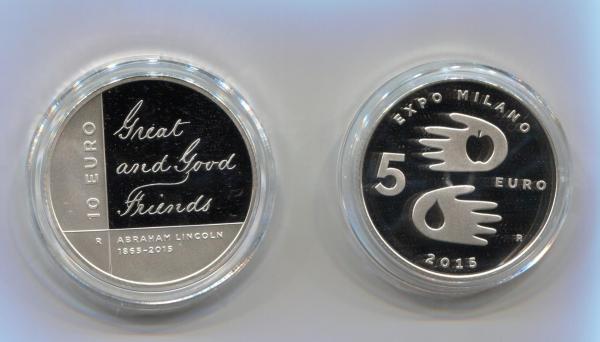 10 EURO
Great
and Good
Friends
R
ABRAHAM LINCOLN
1865-2015
EXPO MILANO
5
EURO
R
2015